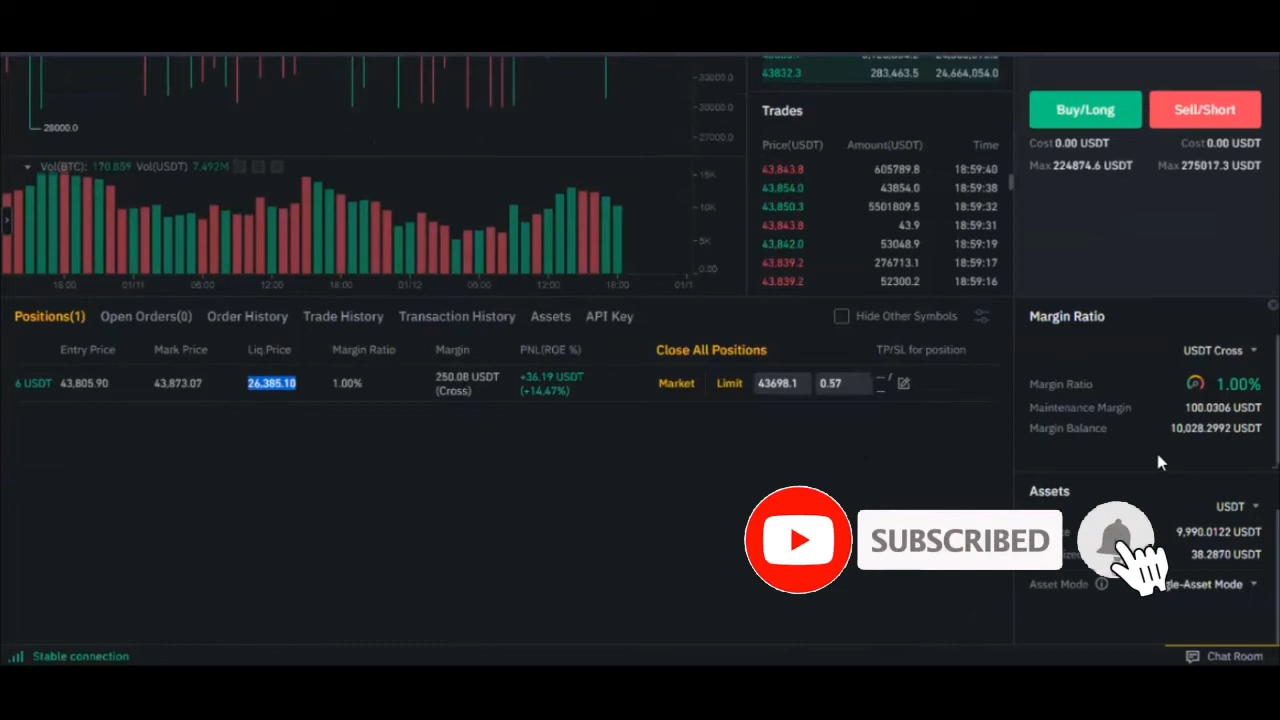 33000.0
43832.3 283,463.5 24,664,054.0
30000.0
28000.0
27000.0
Trades
Price(USDT) Amount(USDT) Time
43,843.8 605789.8 18:59:40
43,854.0 43854.0 18:59:38
43,850.3 5501809.5 18:59:32
43,843.8 43.9 18:59:31
43,842.0 53048.9 18:59:19
43,839.2 276713.1 18:59:17
43,839.2 52300.2 18:59:16
Buy/Long Sell/Short
Cost 0.00 USDT Cost 0.00 USDT
Max 224874.6 USDT Max 275017.3 USDT
Vol(BTC): 170.859 Vol(USDT) 7.492M
15K
10K
5K
0.00
18:00 01/11 06:00 12:00 18:00 01/12 06:00 12:00 18:00 01/1
Positions(1) Open Orders(0) Order History Trade History Transaction History Assets API Key Hide Other Symbols
Entry Price Mark Price Liq.Price Margin Ratio Margin PNL(ROE %) Close All Positions TP/SL for position
6 USDT 43,805.90 43,873.07 26,385.10 1.00% 250.08 USDT +36.19 USDT Market Limit 43698.1 0.57 -- /
(Cross) (+14.47%) --
Margin Ratio
USDT Cross
Margin Ratio 1.00%
Maintenance Margin 100.0306 USDT
Margin Balance 10,028.2992 USDT
Assets
USDT
9,990.0122 USDT
38.2870 USDT
Asset Mode gle-Asset Mode
SUBSCRIBED
Stable connection
Chat Room